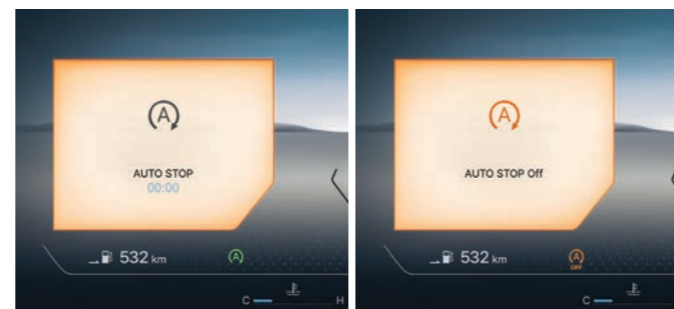 A
AUTO STOP
00:00
532 km
A
C H
A
AUTO STOP Off
532 km
A
OFF
C